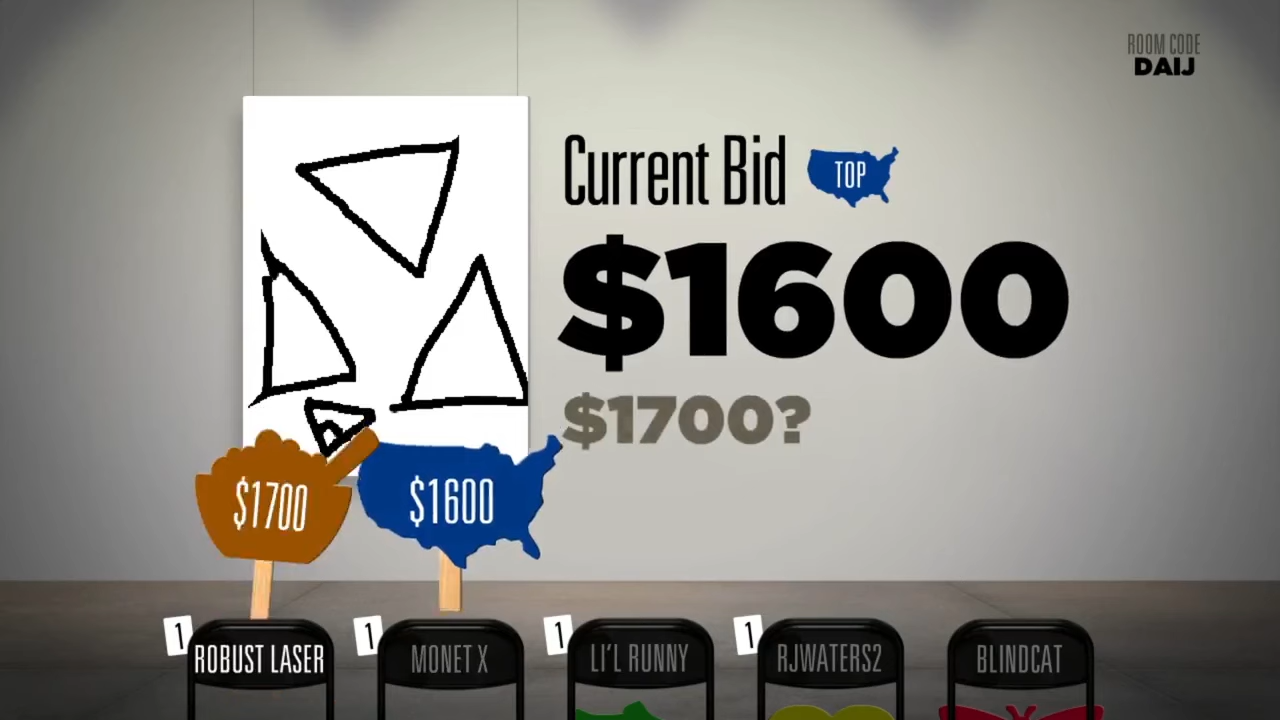 ROOM CODE
DAIJ
Current Bid TOP
$1600
$1700?
$1700 $1600
1 ROBUST LASER 1 MONET X 1 LI'L RUNNY 1 RJWATERS2 BLINDCAT